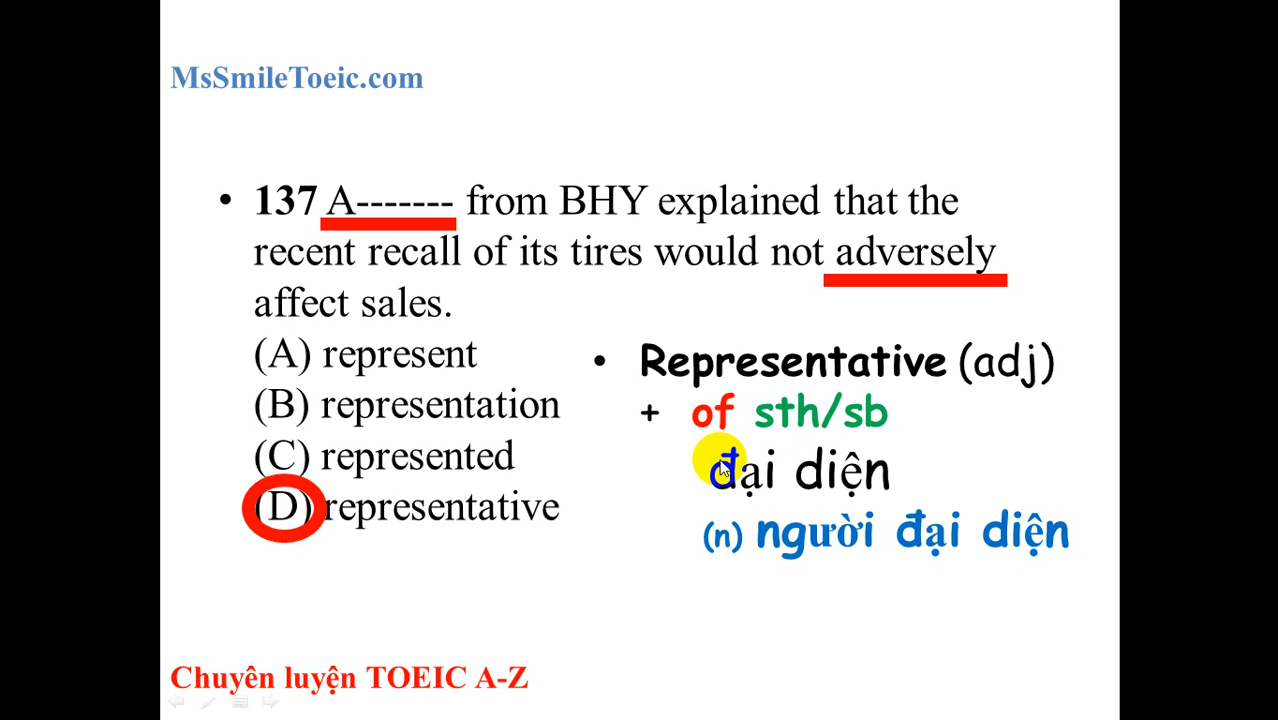 MsSmileToeic.com
• 137 A------- from BHY explained that the
recent recall of its tires would not adversely
affect sales.
(A) represent
(B) representation
(C) represented
(D) representative
• Representative (adj)
+ of sth/sb
đại diện
(n) người đại diện
Chuyên luyện TOEIC A-Z